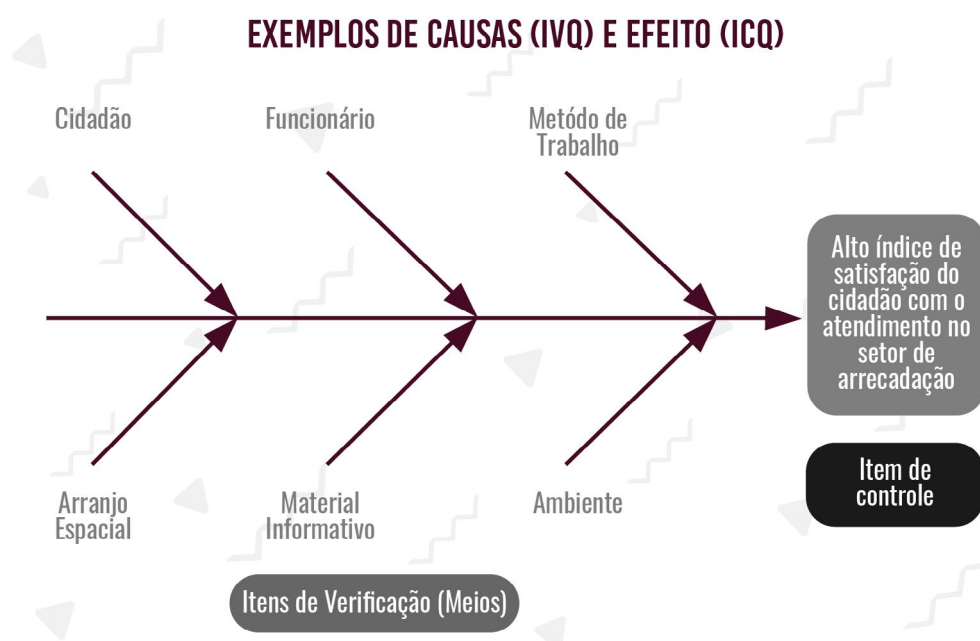 EXEMPLOS DE CAUSAS (IVQ) E EFEITO (ICQ)
Cidadão
Funcionário
Metódo de
Trabalho
Alto índice de
satisfação do
cidadão com o
atendimento no
setor de
arrecadação
Arranjo
Espacial
Material
Informativo
Ambiente
Item de
controle
Itens de Verificação (Meios)